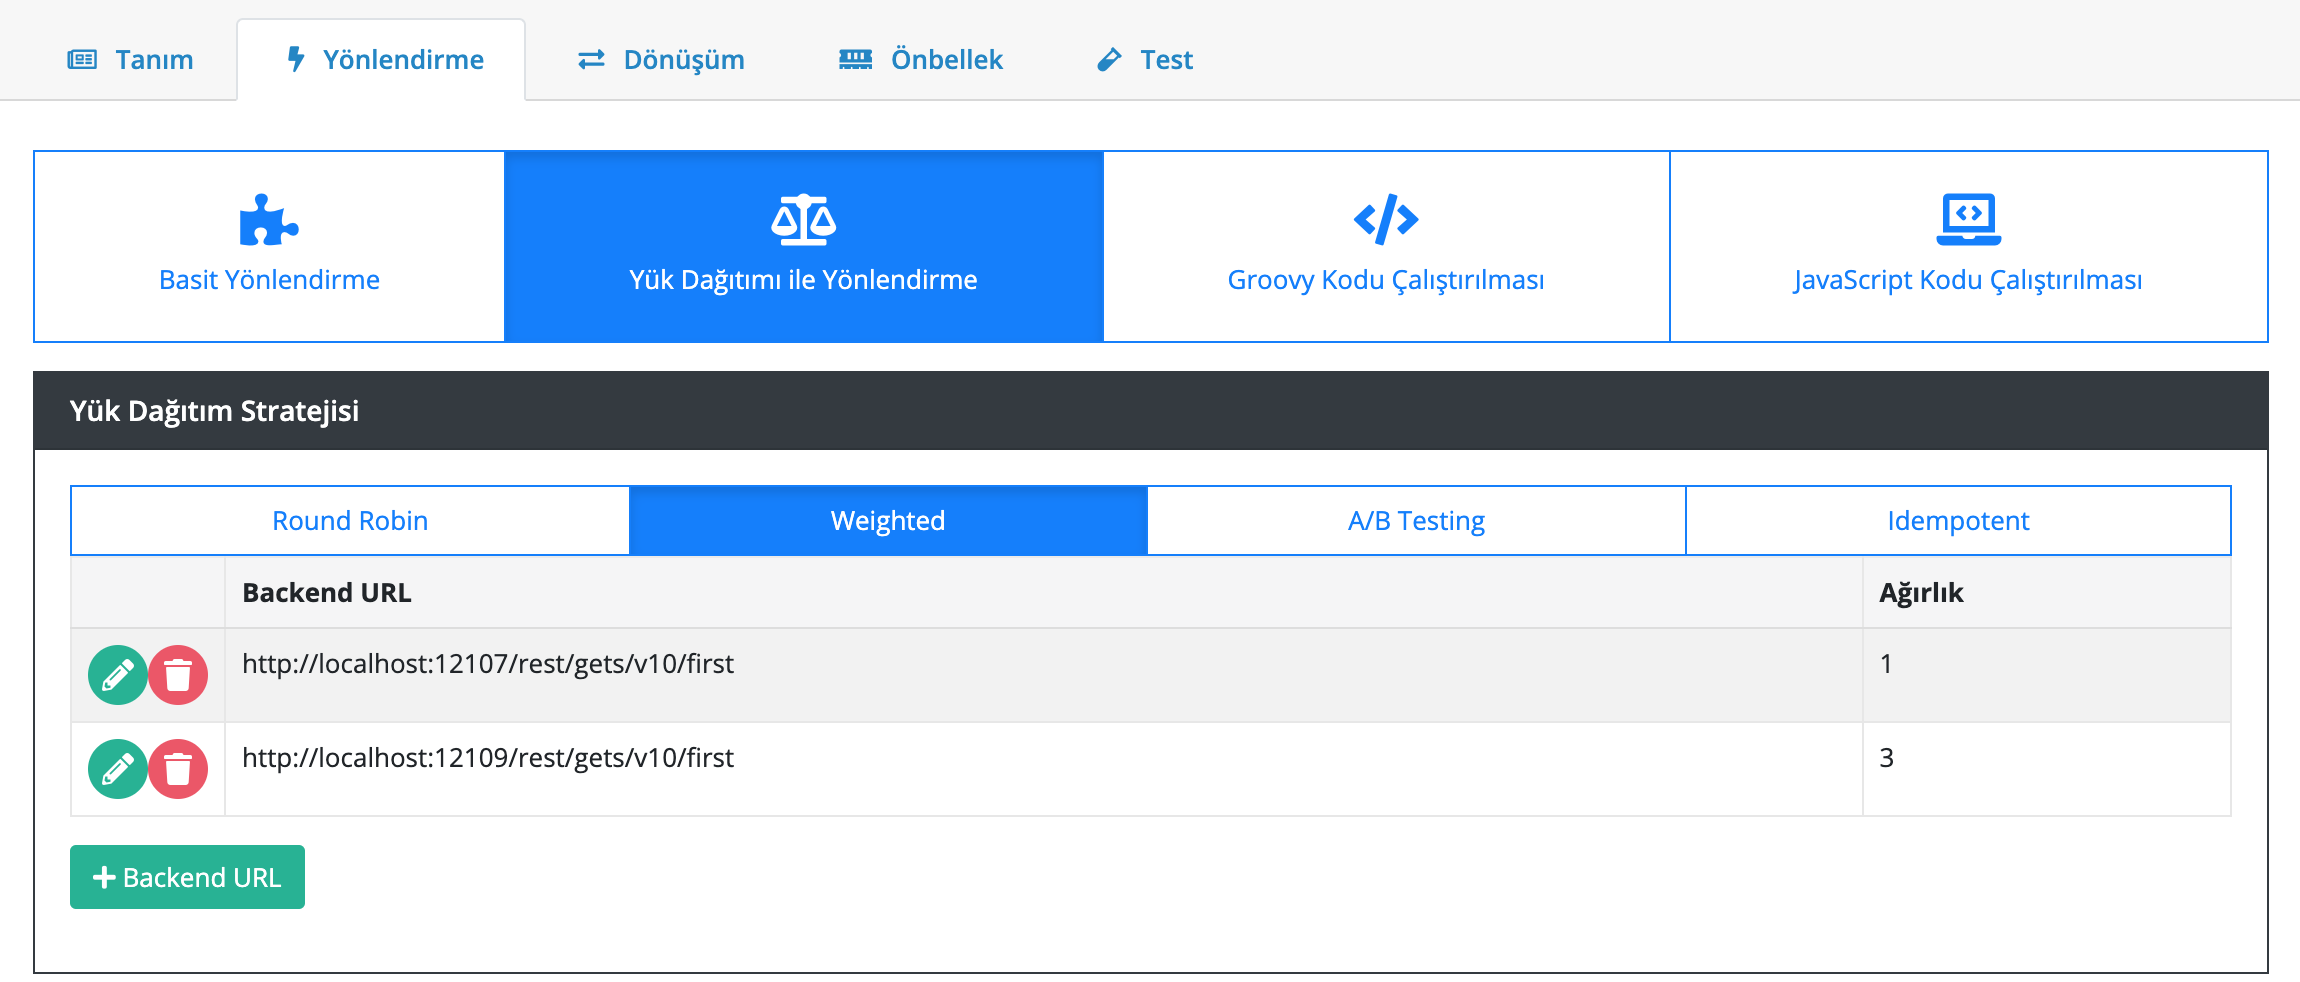 Tanım
Yönlendirme
Dönüşüm
Önbellek
Test
Basit Yönlendirme
Yük Dağıtımı ile Yönlendirme
Groovy Kodu Çalıştırılması
JavaScript Kodu Çalıştırılması
Yük Dağıtım Stratejisi
Round Robin
Weighted
A/B Testing
Idempotent
Backend URL
Ağırlık
http://localhost:12107/rest/gets/v10/first
1
http://localhost:12109/rest/gets/v10/first
3
+ Backend URL